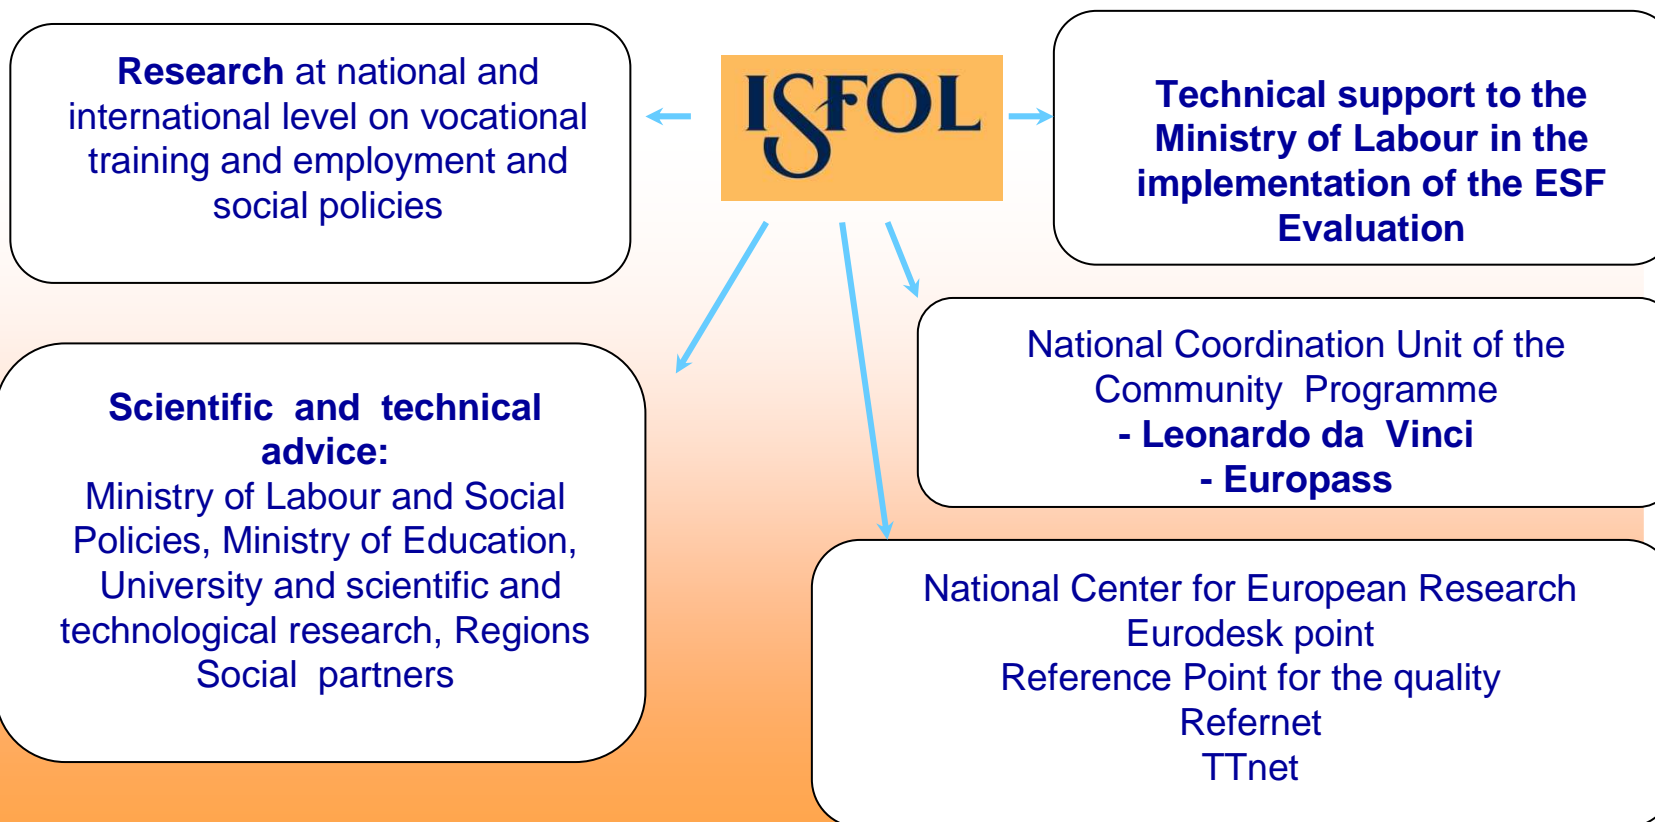 Research at national and
international level on vocational
training and employment and
social policies
ISFOL
Technical support to the
Ministry of Labour in the
implementation of the ESF
Evaluation
Scientific and technical
advice:
Ministry of Labour and Social
Policies, Ministry of Education,
University and scientific and
technological research, Regions
Social partners
National Coordination Unit of the
Community Programme
- Leonardo da Vinci
- Europass
National Center for European Research
Eurodesk point
Reference Point for the quality
Refernet
TTnet